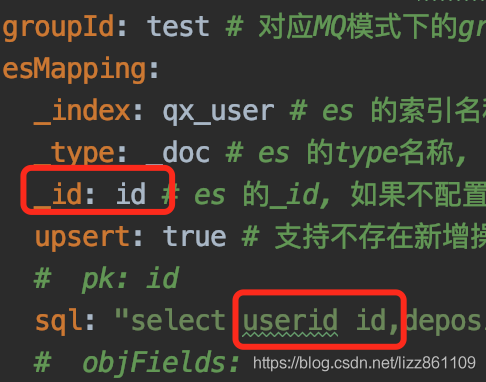 groupId: test # 对应MQ模式下的gr
esMapping:
_index: qx_user # es 的索引名称
_type: _doc # es 的type名称,
_id: id # es 的_id, 如果不配置
upsert: true # 支持不存在新增操
# pk: id
sql: "select userid id,depos
# objFields:
https://blog.csdn.net/lizz861109